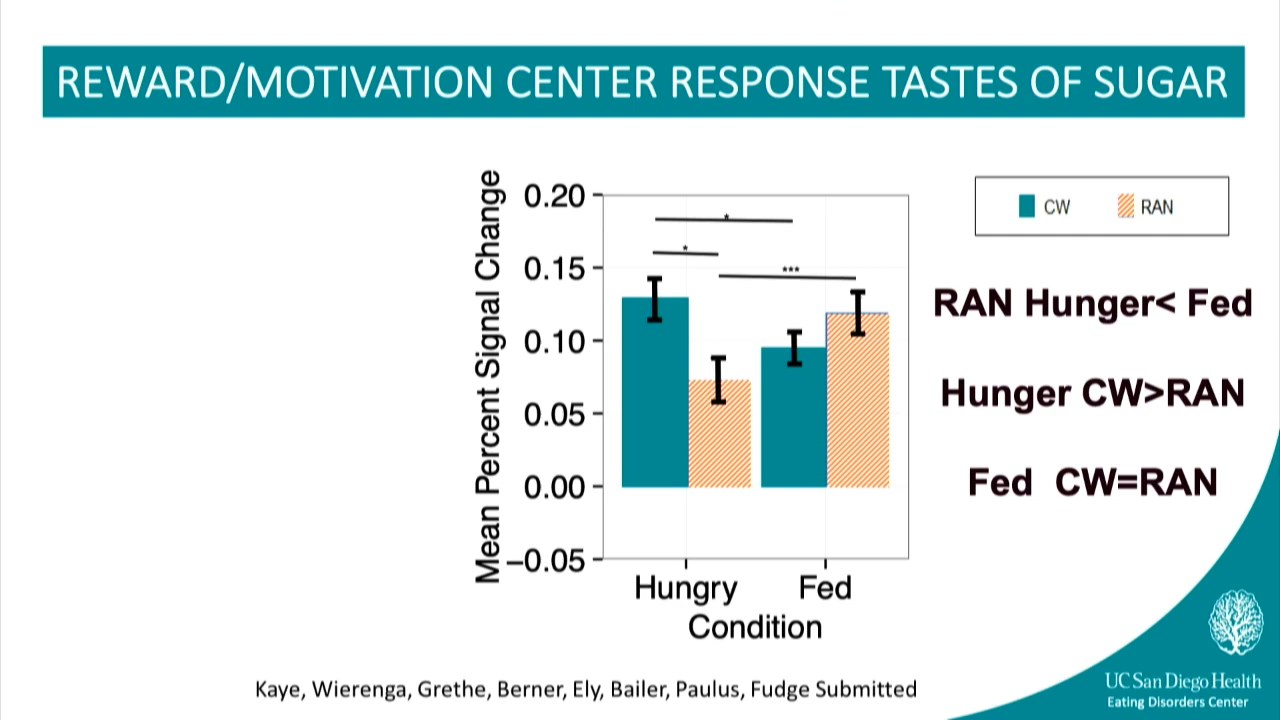 REWARD/MOTIVATION CENTER RESPONSE TASTES OF SUGAR
Mean Percent Signal Change
0.20
0.15
0.10
0.05
0.00
−0.05
*
*
***
Hungry Fed
Condition
CW RAN
RAN Hunger< Fed
Hunger CW>RAN
Fed CW=RAN
Kaye, Wierenga, Grethe, Berner, Ely, Bailer, Paulus, Fudge Submitted
UC San Diego Health
Eating Disorders Center